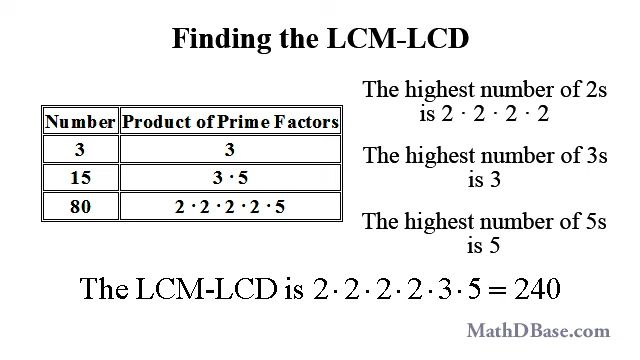 Finding the LCM-LCD
Number Product of Prime Factors
3 3
15 3 · 5
80 2 · 2 · 2 · 2 · 5
The highest number of 2s
is 2 · 2 · 2 · 2
The highest number of 3s
is 3
The highest number of 5s
is 5
The LCM-LCD is 2 · 2 · 2 · 2 · 3 · 5 = 240
MathDBase.com